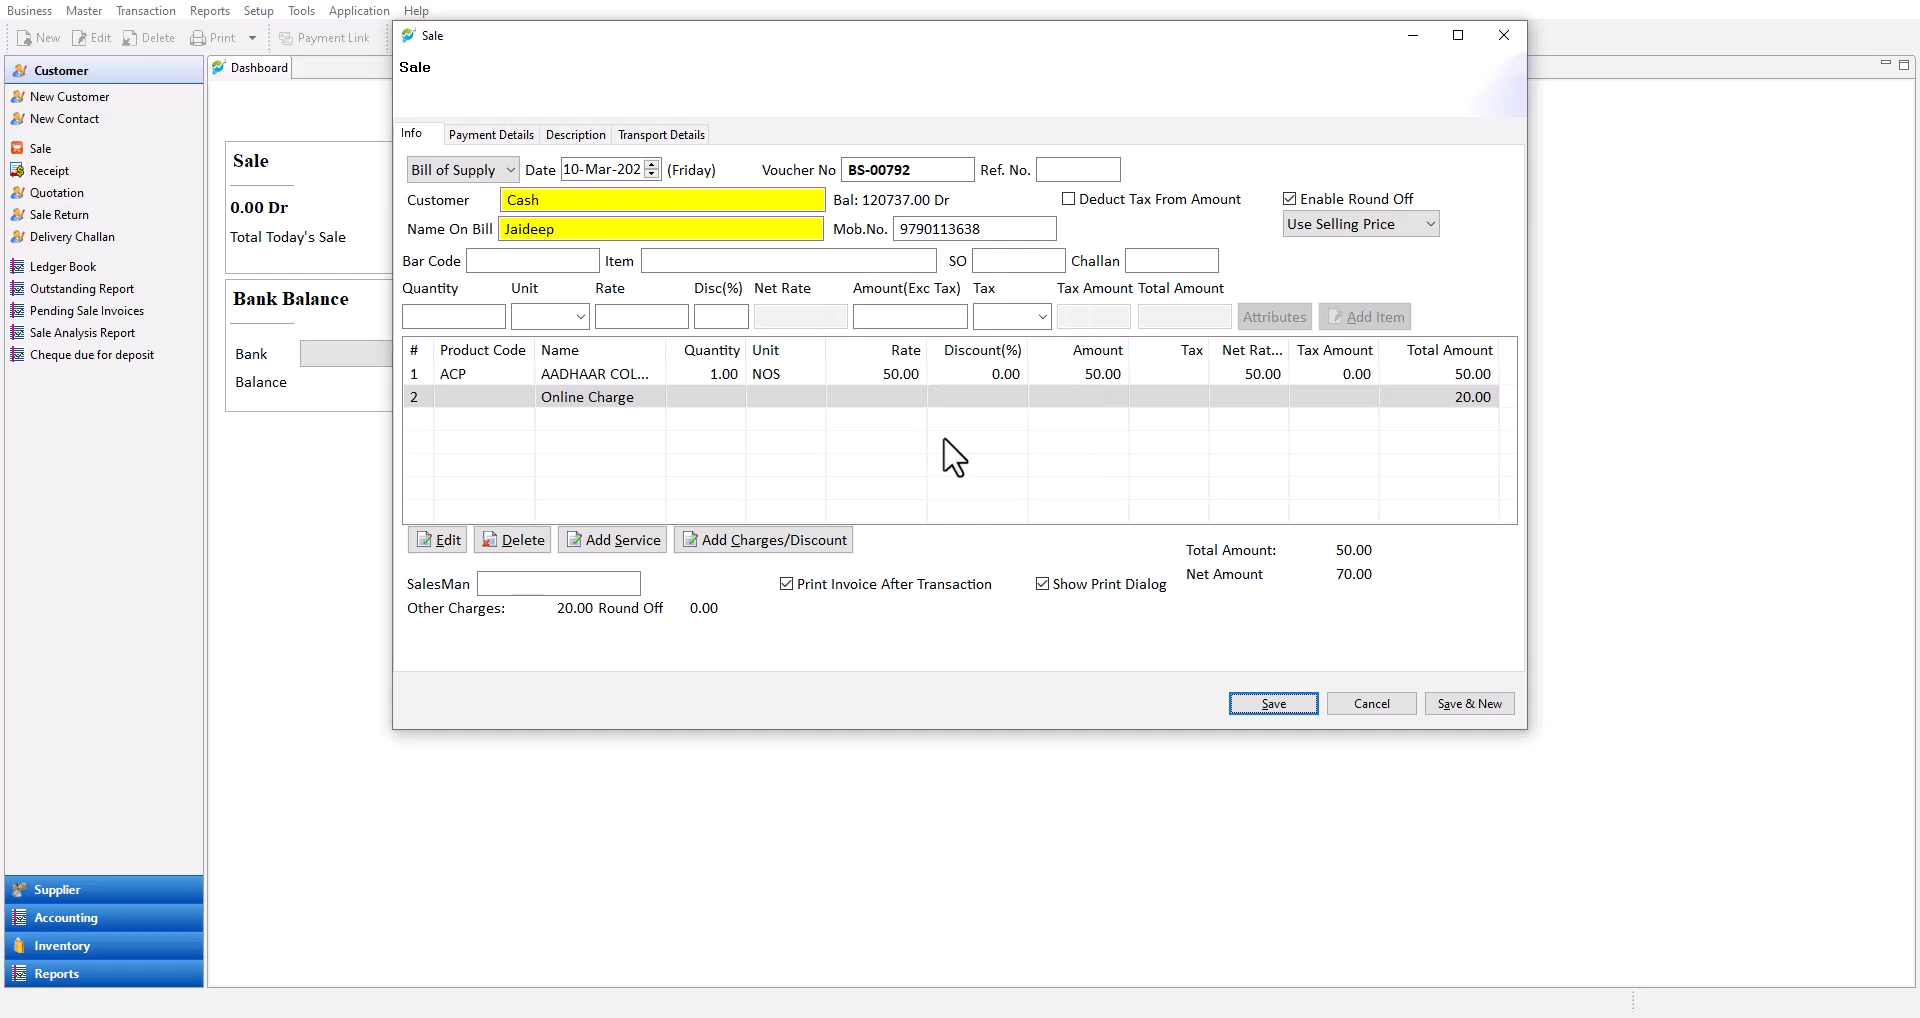 Business Master Transaction Reports Setup Tools Application Help
New Edit Delete Print Payment Link
Customer
New Customer
New Contact
Sale
Receipt
Quotation
Sale Return
Delivery Challan
Ledger Book
Outstanding Report
Pending Sale Invoices
Sale Analysis Report
Cheque due for deposit
Supplier
Accounting
Inventory
Reports
Dashboard
Sale
0.00 Dr
Total Today's Sale
Bank Balance
Bank
Balance
Sale
Sale
Info Payment Details Description Transport Details
Bill of Supply Date 10-Mar-202 (Friday) Voucher No BS-00792 Ref. No.
Customer Cash Bal: 120737.00 Dr Deduct Tax From Amount Enable Round Off
Name On Bill Jaideep Mob.No. 9790113638 Use Selling Price
Bar Code Item SO Challan
Quantity Unit Rate Disc(%) Net Rate Amount(Exc Tax) Tax Tax Amount Total Amount
Attributes Add Item
# Product Code Name Quantity Unit Rate Discount(%) Amount Tax Net Rat... Tax Amount Total Amount
1 ACP AADHAAR COL... 1.00 NOS 50.00 0.00 50.00 50.00 0.00 50.00
2 Online Charge 20.00
Edit Delete Add Service Add Charges/Discount
Total Amount: 50.00
Net Amount 70.00
SalesMan Print Invoice After Transaction Show Print Dialog
Other Charges: 20.00 Round Off 0.00
Save Cancel Save & New